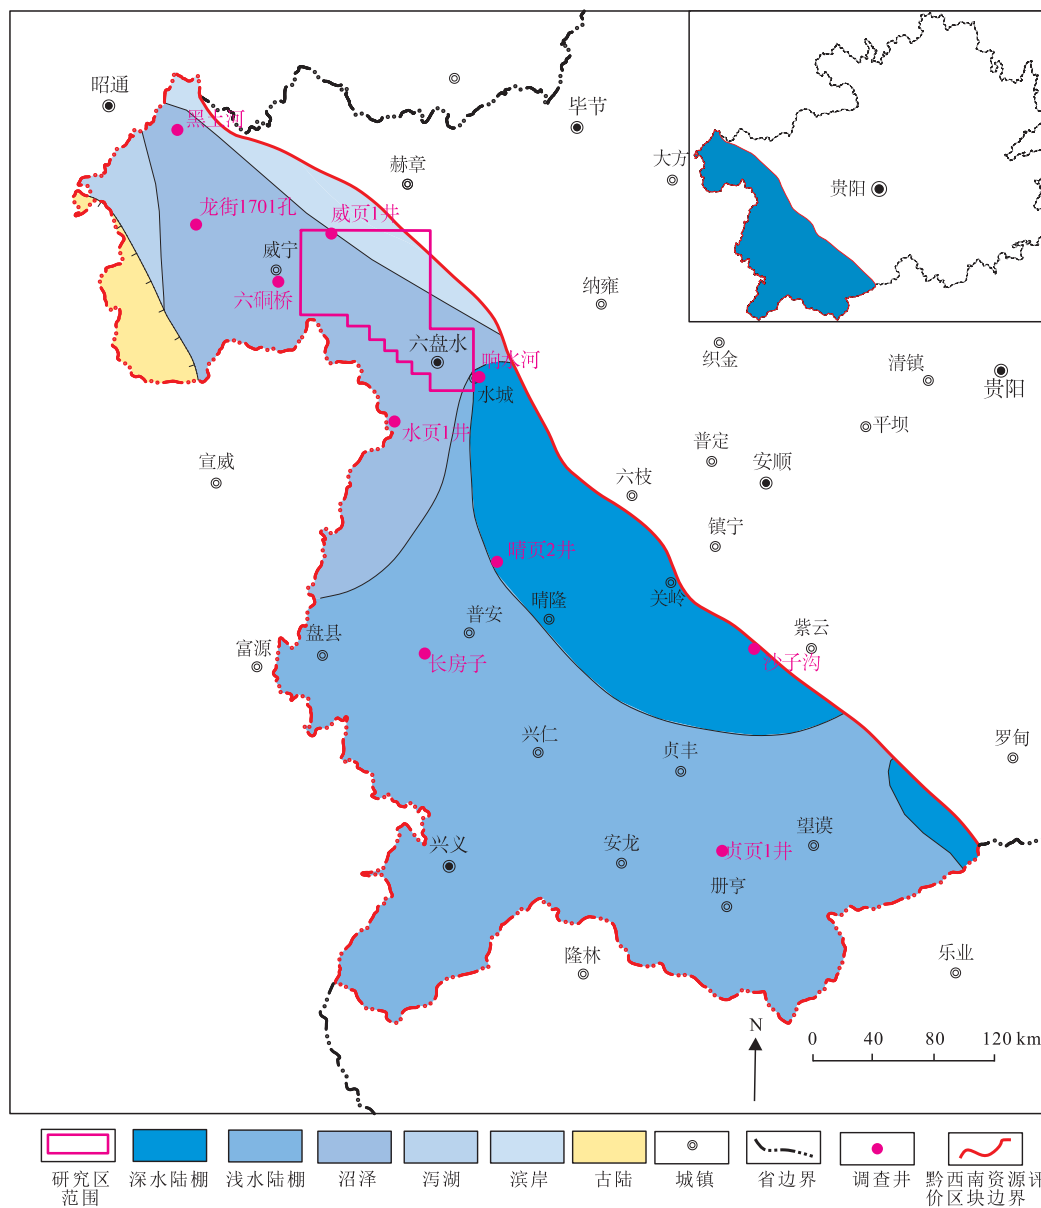 昭通
毕节
黑土河
赫章
大方
贵阳
龙街1701孔
威页1井
威宁
六硐桥
纳雍
六盘水
织金
清镇
贵阳
响水河
水城
水页1井
平坝
普定
宣威
六枝
安顺
镇宁
晴页2井
关岭
晴隆
普安
盘县
紫云
富源
长房子
沙子沟
兴仁
贞丰
罗甸
望谟
兴义
安龙
贞页1井
册亨
隆林
乐业
N
0 40 80 120 km
研究区
范围
深水陆棚
浅水陆棚
沼泽
泻湖
滨岸
古陆
城镇
省边界
调查井
黔西南资源评
价区块边界